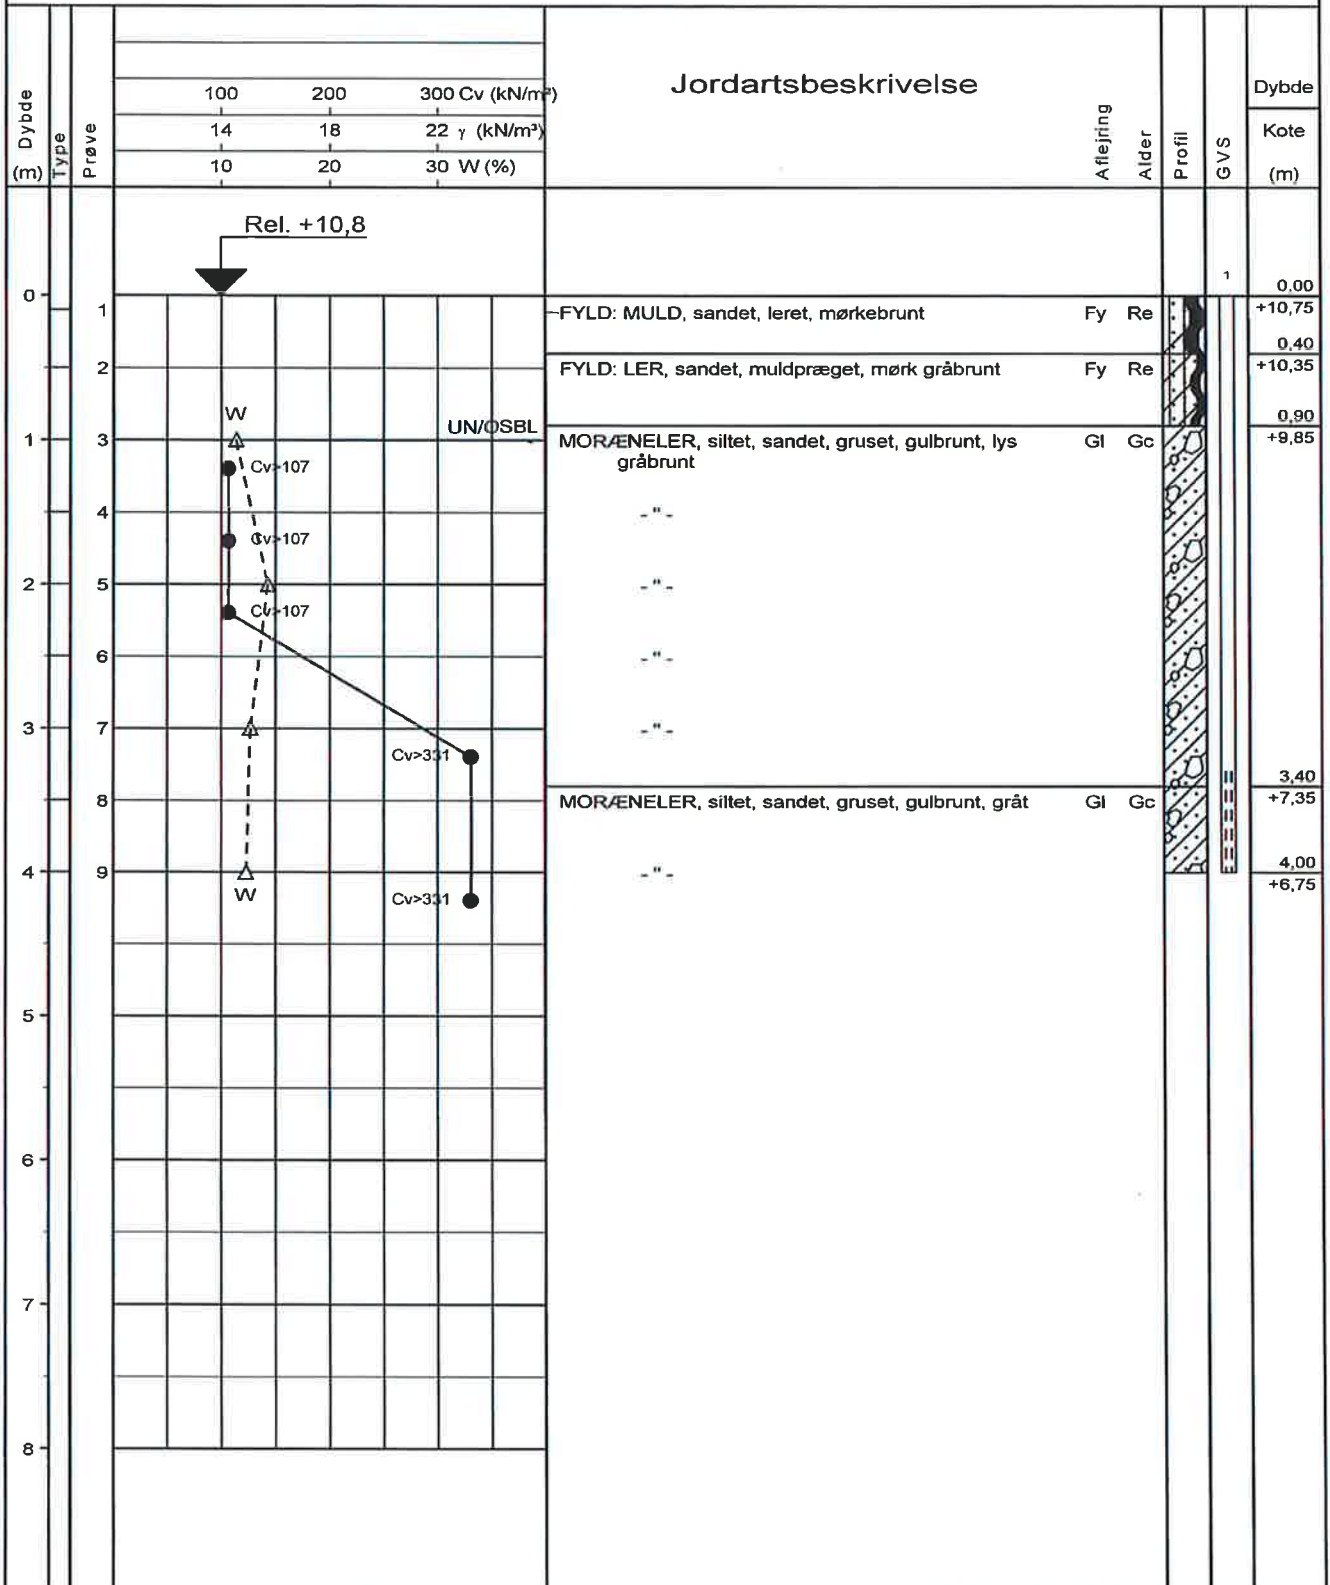 Dybde
(m)
Type
Prøve
100 200 300 Cv (kN/m²)
14 18 22 γ (kN/m³)
10 20 30 W (%)
Jordartsbeskrivelse
Aflejring
Alder
Profil
GVS
Dybde
Kote
(m)
Rel. +10,8
1
0,00
0
1
FYLD: MULD, sandet, leret, mørkebrunt Fy Re
+10,75
0,40
2
FYLD: LER, sandet, muldpræget, mørk gråbrunt Fy Re
+10,35
W
0,90
UN/OSBL
1 3
MORÆNELER, siltet, sandet, gruset, gulbrunt, lys Gl Gc
gråbrunt
+9,85
Cv>107
4
- " -
Cv>107
2 5
- " -
Cv>107
6
- " -
3 7
- " -
Cv>331
3,40
8
MORÆNELER, siltet, sandet, gruset, gulbrunt, gråt Gl Gc
+7,35
4,00
4 9
- " -
+6,75
W
Cv>331
5
6
7
8